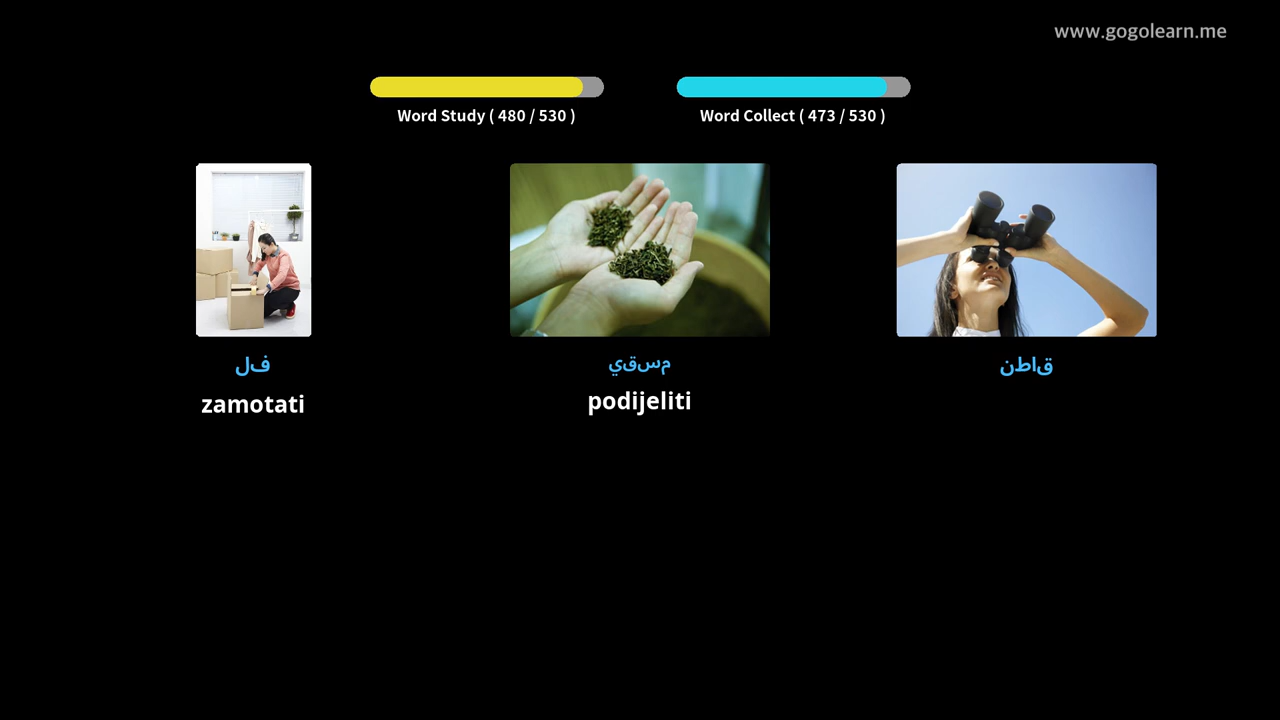 www.gogolearn.me
Word Study ( 480 / 530 )
Word Collect ( 473 / 530 )
فل
مسقي
قاطن
zamotati
podijeliti